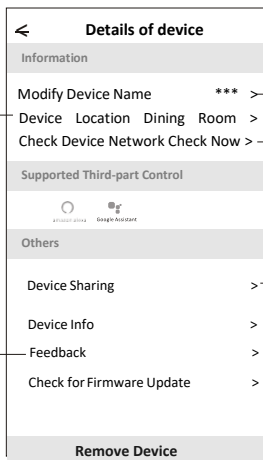 Details of device
Information
Modify Device Name *** >
Device Location Dining Room >
Check Device Network Check Now >
Supported Third-part Control
amazon alexa Google Assistant
Others
Device Sharing >
Device Info >
Feedback >
Check for Firmware Update >
Remove Device